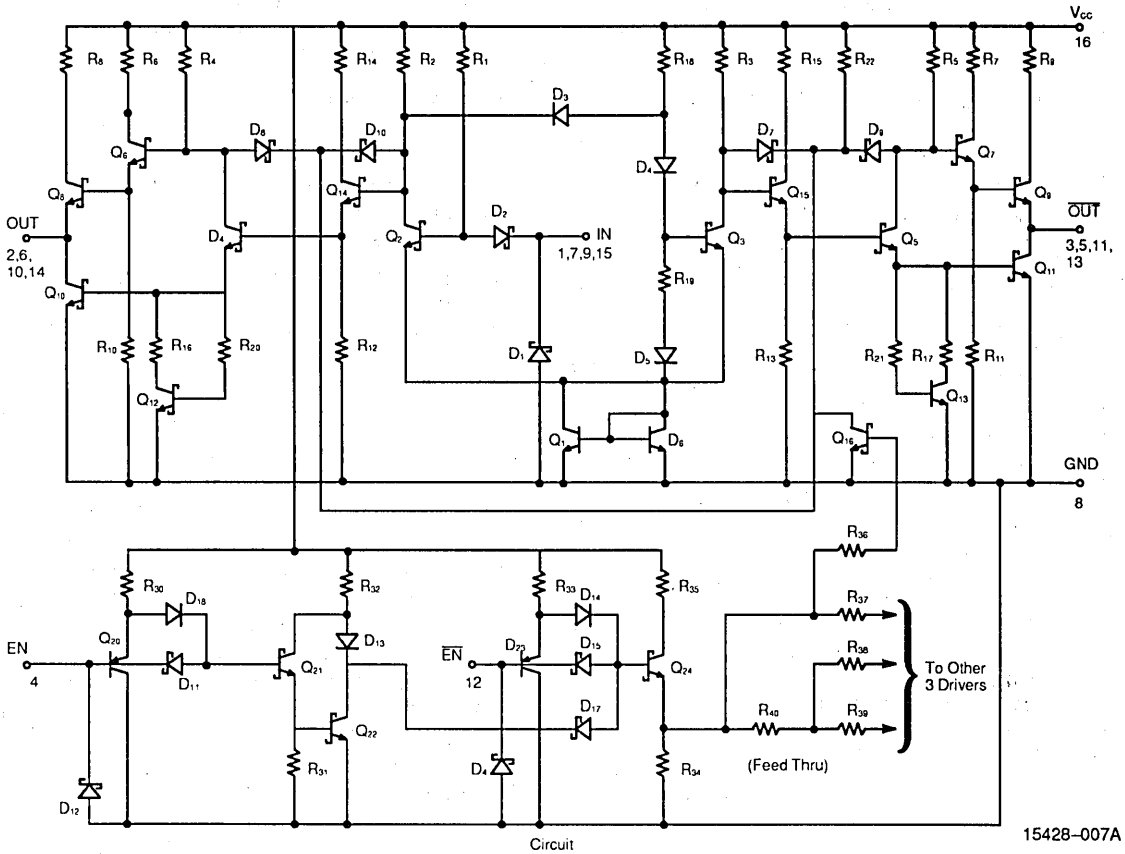 VCC
16
R8
R6
R4
R14
R2
R1
R18
R3
R15
R22
R5
R7
R9
D3
D8
D10
D7
D9
Q6
D4
Q7
Q8
Q14
Q15
Q9
OUT
2,6,
10,14
D4
Q2
D2
IN
1,7,9,15
Q3
Q5
OUT
3,5,11,
13
Q11
Q10
R19
R10
R16
R20
R12
D1
D5
R13
R21
R17
R11
Q12
Q13
Q1
D6
Q16
GND
8
R36
R30
D18
R32
R33
D14
R35
R37
EN
4
Q20
D11
Q21
D13
EN
12
D23
D15
Q24
R38
To Other
3 Drivers
Q22
D17
R40
R39
R31
D4
R34
(Feed Thru)
D12
Circuit
15428–007A